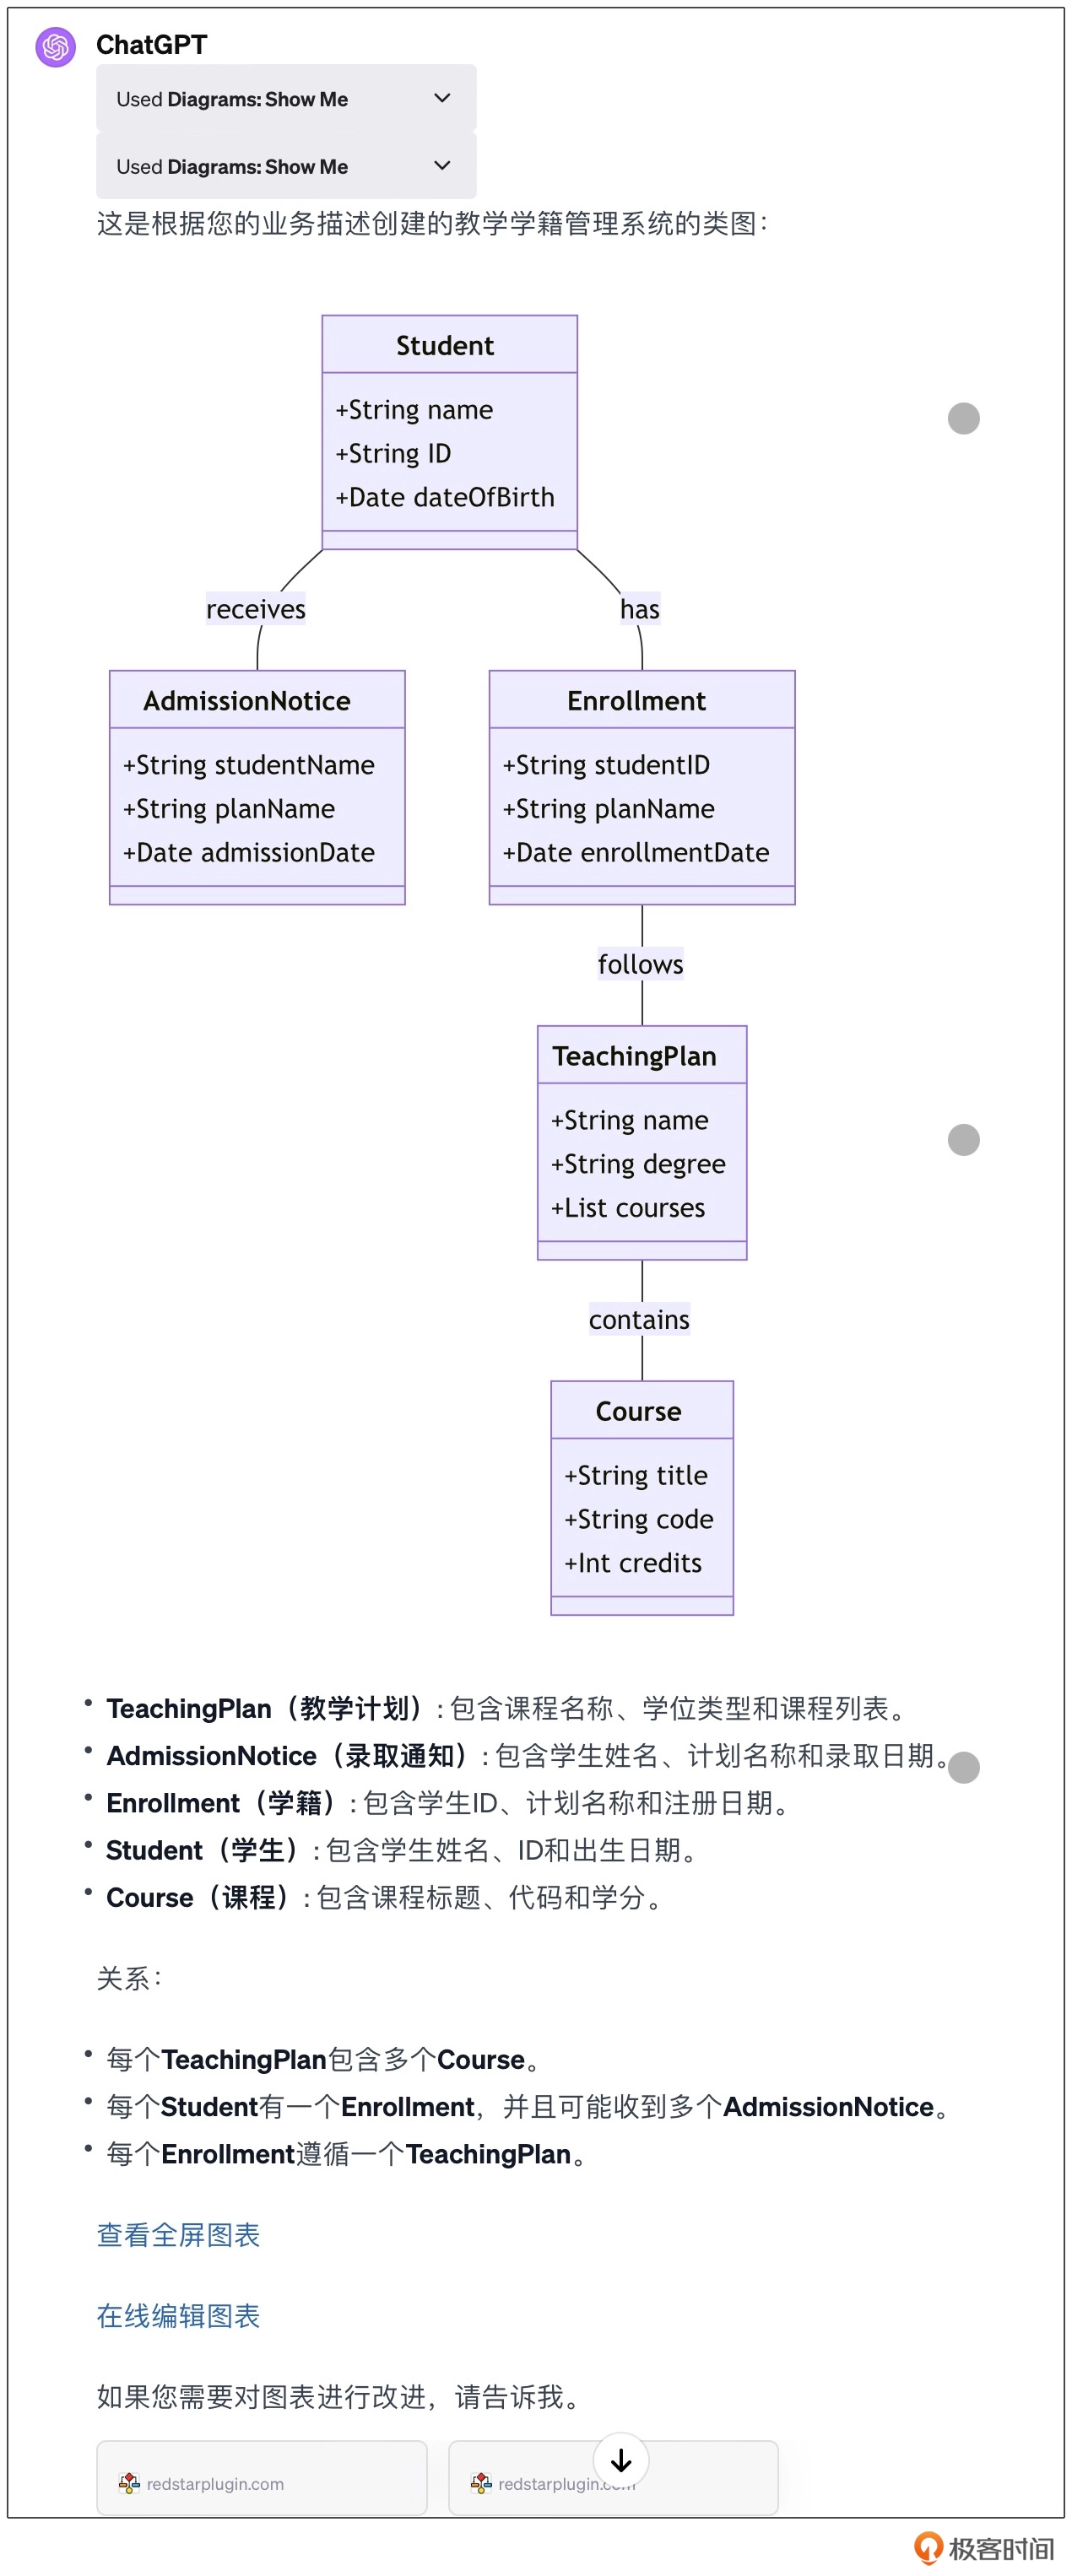 ChatGPT
Used Diagrams: Show Me
Used Diagrams: Show Me
这是根据您的业务描述创建的教学学籍管理系统的类图：
Student
+String name
+String ID
+Date dateOfBirth
receives
has
AdmissionNotice
+String studentName
+String planName
+Date admissionDate
Enrollment
+String studentID
+String planName
+Date enrollmentDate
follows
TeachingPlan
+String name
+String degree
+List courses
contains
Course
+String title
+String code
+Int credits
• TeachingPlan（教学计划）: 包含课程名称、学位类型和课程列表。
• AdmissionNotice（录取通知）: 包含学生姓名、计划名称和录取日期。
• Enrollment（学籍）: 包含学生ID、计划名称和注册日期。
• Student（学生）: 包含学生姓名、ID和出生日期。
• Course（课程）: 包含课程标题、代码和学分。
关系：
• 每个TeachingPlan包含多个Course。
• 每个Student有一个Enrollment，并且可能收到多个AdmissionNotice。
• 每个Enrollment遵循一个TeachingPlan。
查看全屏图表
在线编辑图表
如果您需要对图表进行改进，请告诉我。
redstarplugin.com
redstarplugin.com
极客时间